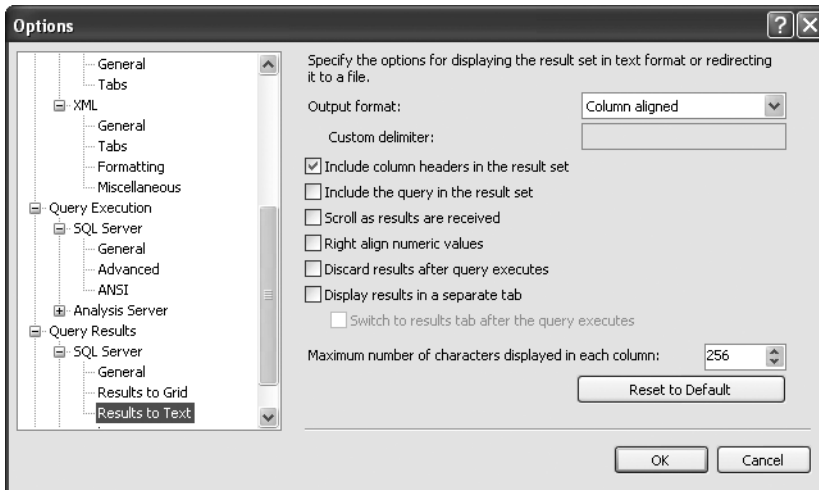 Options
General
Tabs
XML
General
Tabs
Formatting
Miscellaneous
Query Execution
SQL Server
General
Advanced
ANSI
Analysis Server
Query Results
SQL Server
General
Results to Grid
Results to Text
Specify the options for displaying the result set in text format or redirecting
it to a file.
Output format: Column aligned
Custom delimiter:
Include column headers in the result set
Include the query in the result set
Scroll as results are received
Right align numeric values
Discard results after query executes
Display results in a separate tab
Switch to results tab after the query executes
Maximum number of characters displayed in each column: 256
Reset to Default
OK Cancel